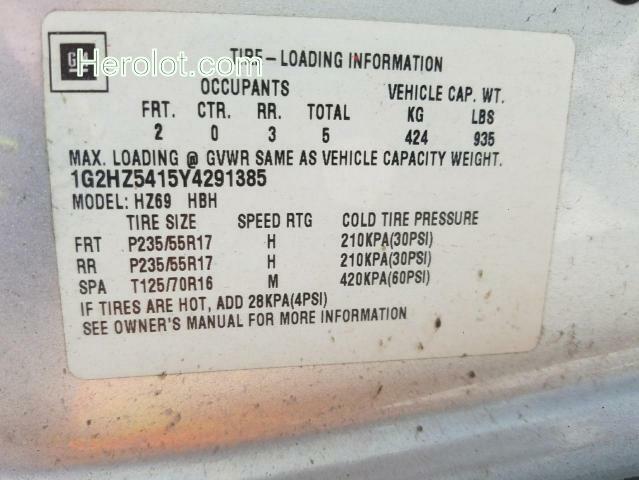 GM
Herolot.com
TIRE-LOADING INFORMATION
OCCUPANTS VEHICLE CAP. WT.
FRT. CTR. RR. TOTAL KG LBS
2 0 3 5 424 935
MAX. LOADING @ GVWR SAME AS VEHICLE CAPACITY WEIGHT.
1G2HZ5415Y4291385
MODEL: HZ69 HBH
TIRE SIZE SPEED RTG COLD TIRE PRESSURE
FRT P235/55R17 H 210KPA(30PSI)
RR P235/55R17 H 210KPA(30PSI)
SPA T125/70R16 M 420KPA(60PSI)
IF TIRES ARE HOT, ADD 28KPA(4PSI)
SEE OWNER'S MANUAL FOR MORE INFORMATION